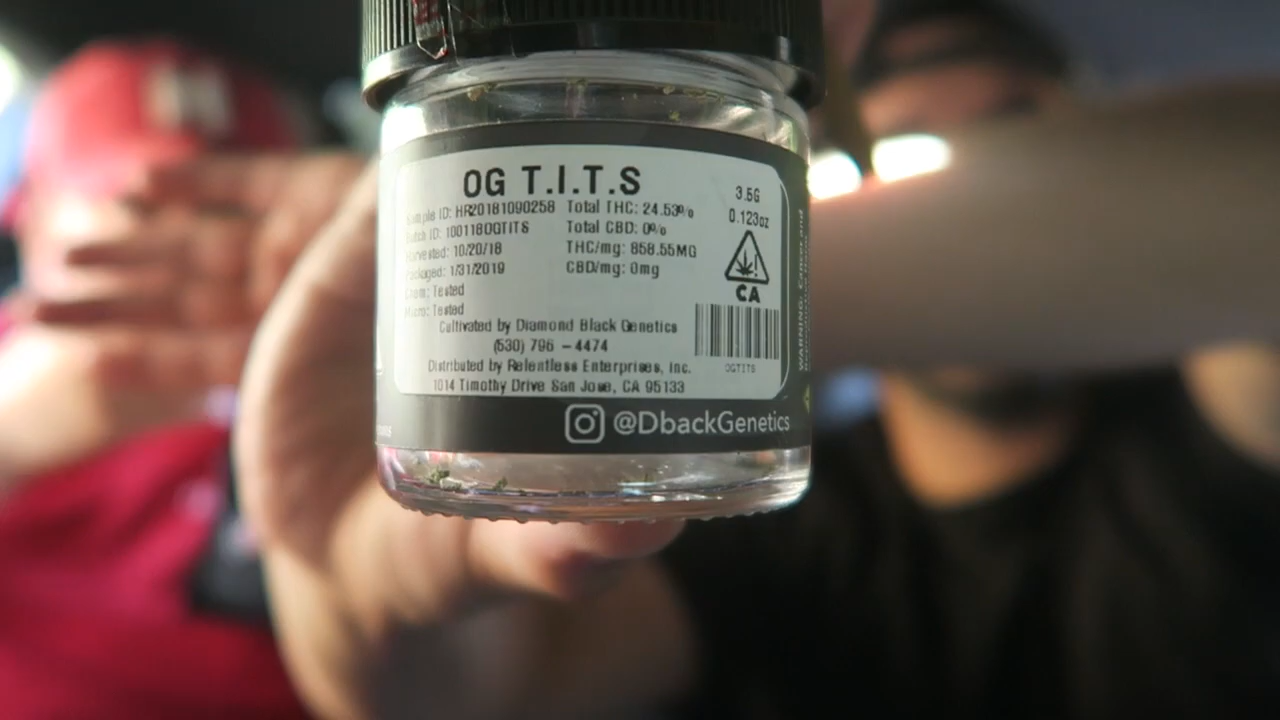 OG T.I.T.S
Sample ID: HR20181090258 Total THC: 24.53%
Batch ID: 100118OGTITS Total CBD: 0%
Harvested: 10/20/18 THC/mg: 858.55MG
Packaged: 1/31/2019 CBD/mg: 0mg
Chem: Tested
Micro: Tested
3.5G
0.123oz
CA
OGTITS
Cultivated by Diamond Black Genetics
(530) 796 - 4474
Distributed by Relentless Enterprises, Inc.
1014 Timothy Drive San Jose, CA 95133
@DbackGenetics
WARNING: Cancer and